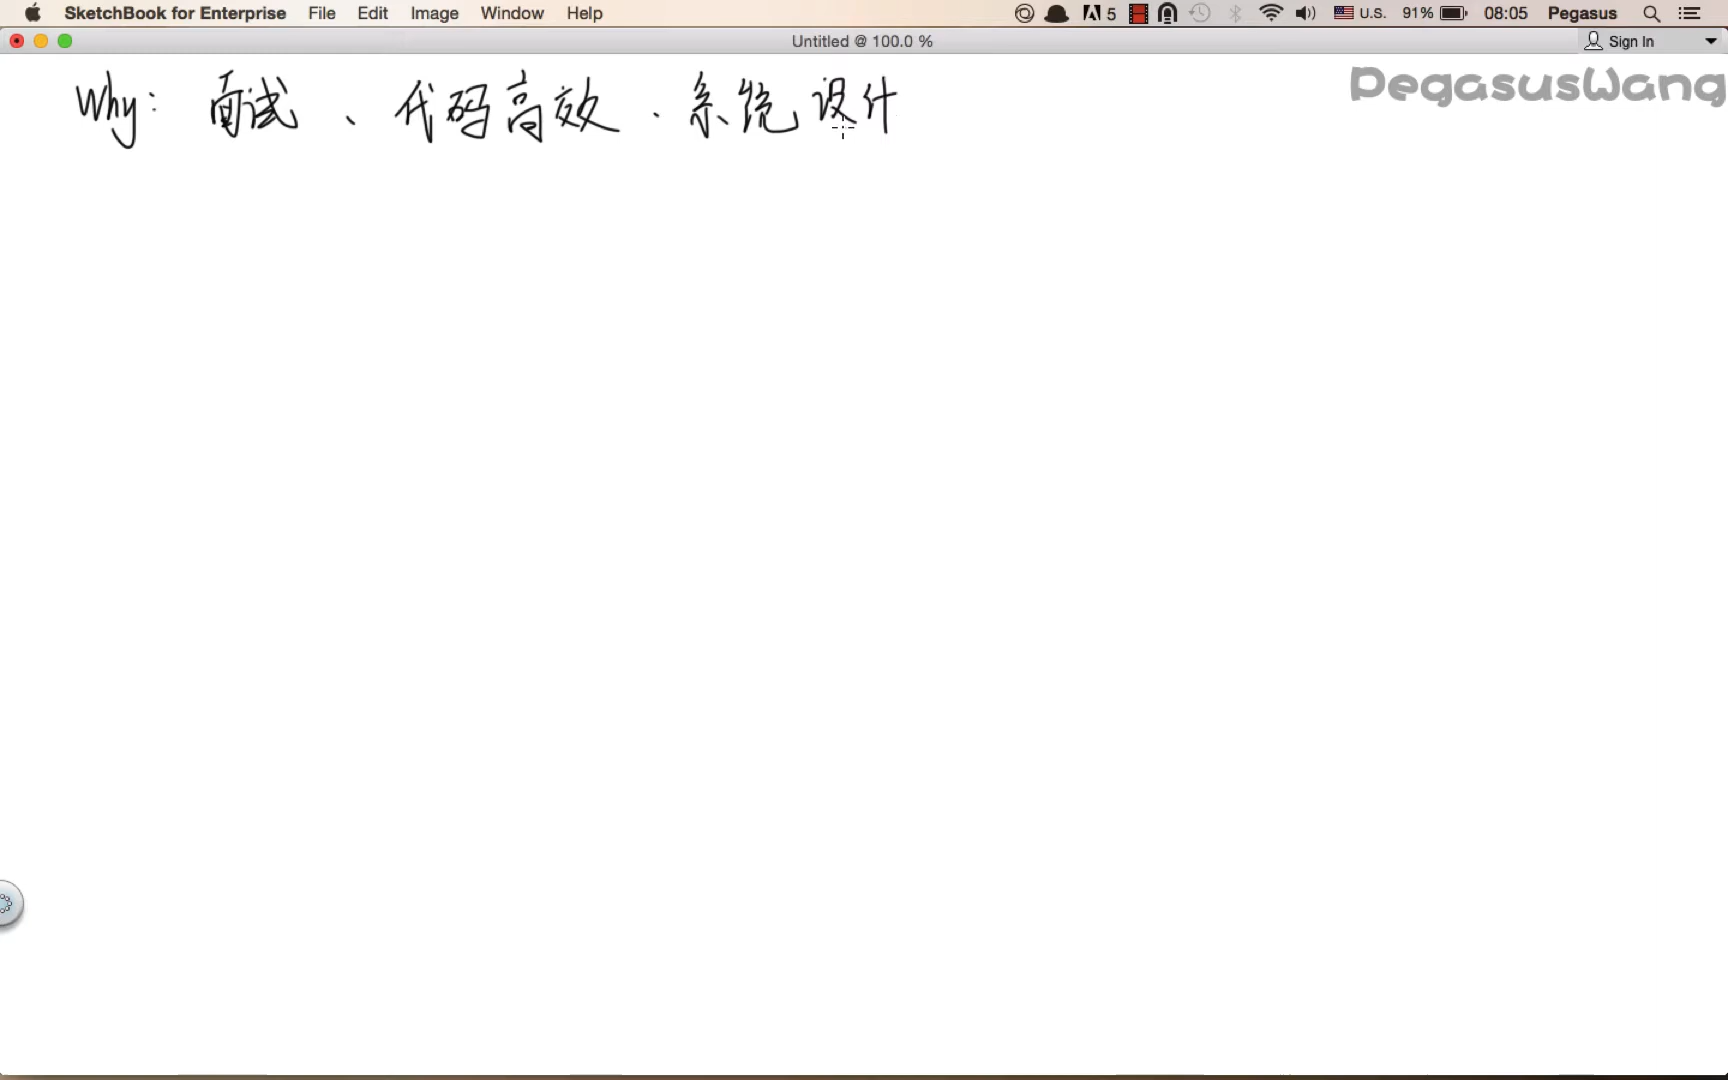 SketchBook for Enterprise File Edit Image Window Help 5 U.S. 91% 08:05 Pegasus
Untitled @ 100.0 % Sign In
PegasusWang
Why: 面试、代码高效.系统设计